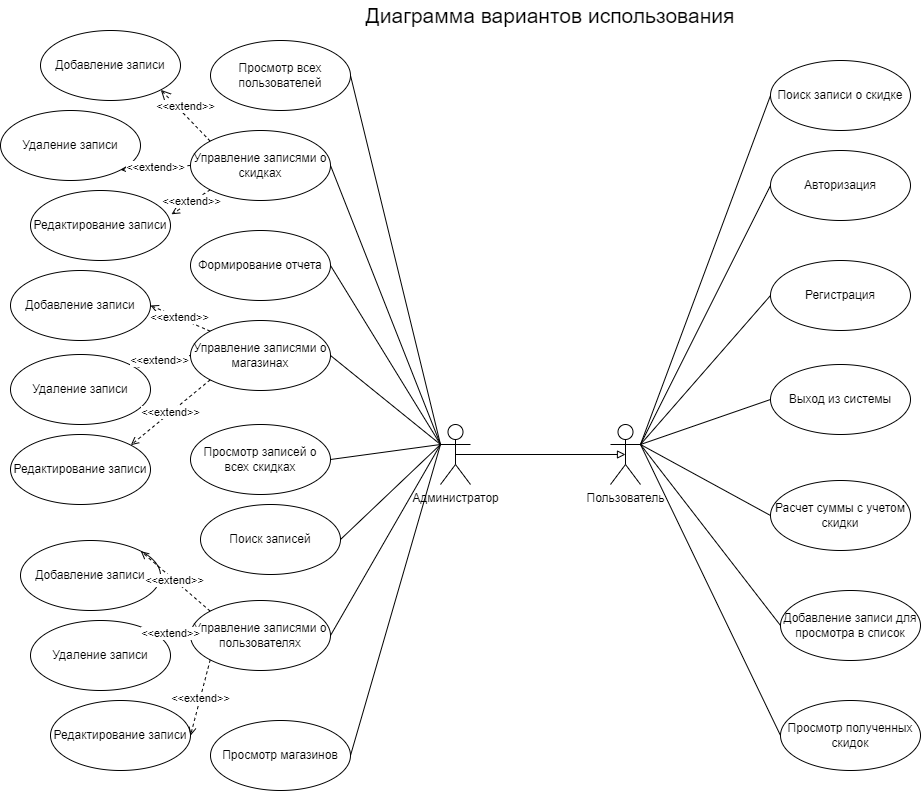 Диаграмма вариантов использования
Добавление записи
Просмотр всех
пользователей
<<extend>>
Удаление записи
Управление записями о
скидках
<<extend>>
<<extend>>
Редактирование записи
Формирование отчета
Добавление записи
<<extend>>
Управление записями о
магазинах
<<extend>>
Удаление записи
<<extend>>
Редактирование записи
Просмотр записей о
всех скидках
Поиск записей
Добавление записи
<<extend>>
Управление записями о
пользователях
<<extend>>
Удаление записи
<<extend>>
Редактирование записи
Просмотр магазинов
Администратор
Пользователь
Поиск записи о скидке
Авторизация
Регистрация
Выход из системы
Расчет суммы с учетом
скидки
Добавление записи для
просмотра в список
Просмотр полученных
скидок